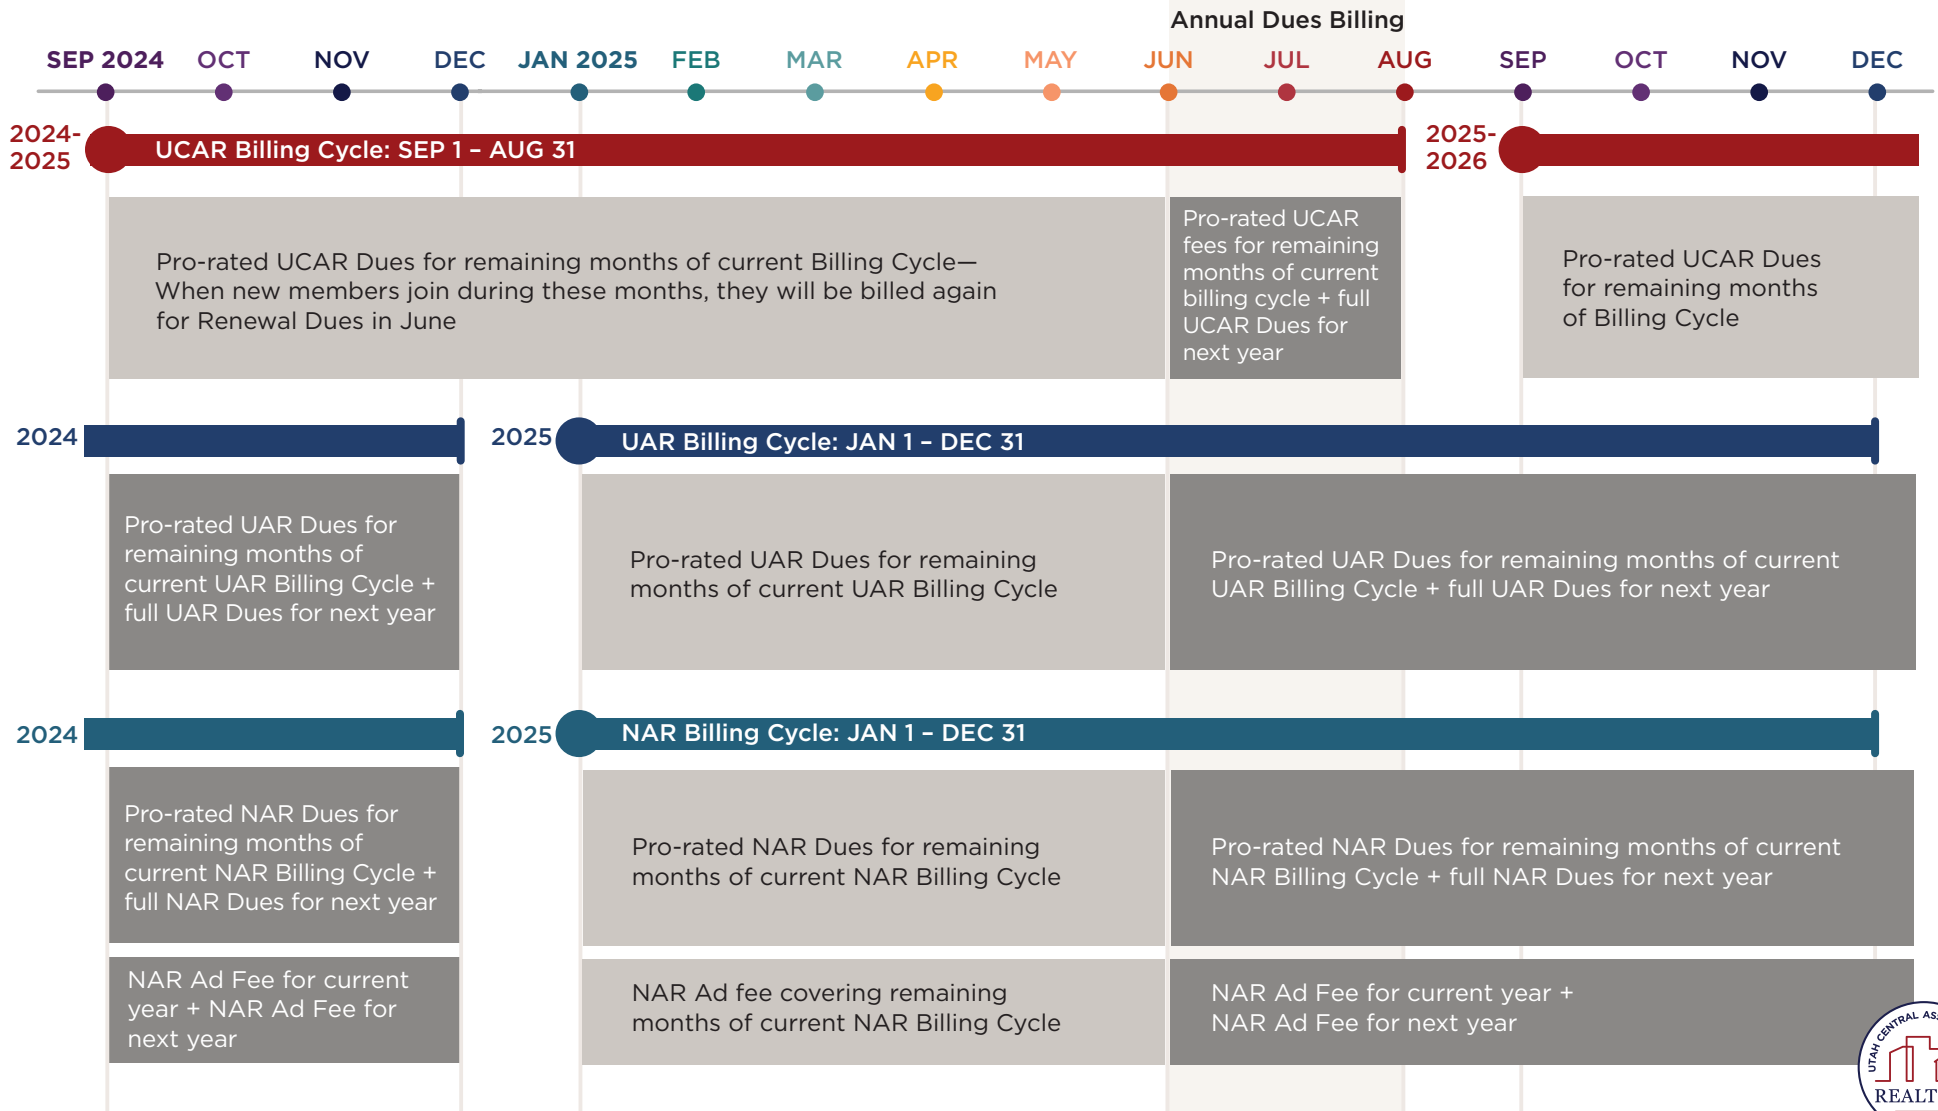 Annual Dues Billing
SEP 2024 OCT NOV DEC JAN 2025 FEB MAR APR MAY JUN JUL AUG SEP OCT NOV DEC
2024-
2025
UCAR Billing Cycle: SEP 1 – AUG 31
2025-
2026
Pro-rated UCAR Dues for remaining months of current Billing Cycle—
When new members join during these months, they will be billed again
for Renewal Dues in June
Pro-rated UCAR
fees for remaining
months of current
billing cycle + full
UCAR Dues for
next year
Pro-rated UCAR Dues
for remaining months
of Billing Cycle
2024
2025
UAR Billing Cycle: JAN 1 – DEC 31
Pro-rated UAR Dues for
remaining months of
current UAR Billing Cycle +
full UAR Dues for next year
Pro-rated UAR Dues for remaining
months of current UAR Billing Cycle
Pro-rated UAR Dues for remaining months of current
UAR Billing Cycle + full UAR Dues for next year
2024
2025
NAR Billing Cycle: JAN 1 – DEC 31
Pro-rated NAR Dues for
remaining months of
current NAR Billing Cycle +
full NAR Dues for next year
Pro-rated NAR Dues for remaining
months of current NAR Billing Cycle
Pro-rated NAR Dues for remaining months of current
NAR Billing Cycle + full NAR Dues for next year
NAR Ad Fee for current
year + NAR Ad Fee for
next year
NAR Ad fee covering remaining
months of current NAR Billing Cycle
NAR Ad Fee for current year +
NAR Ad Fee for next year
UTAH CENTRAL